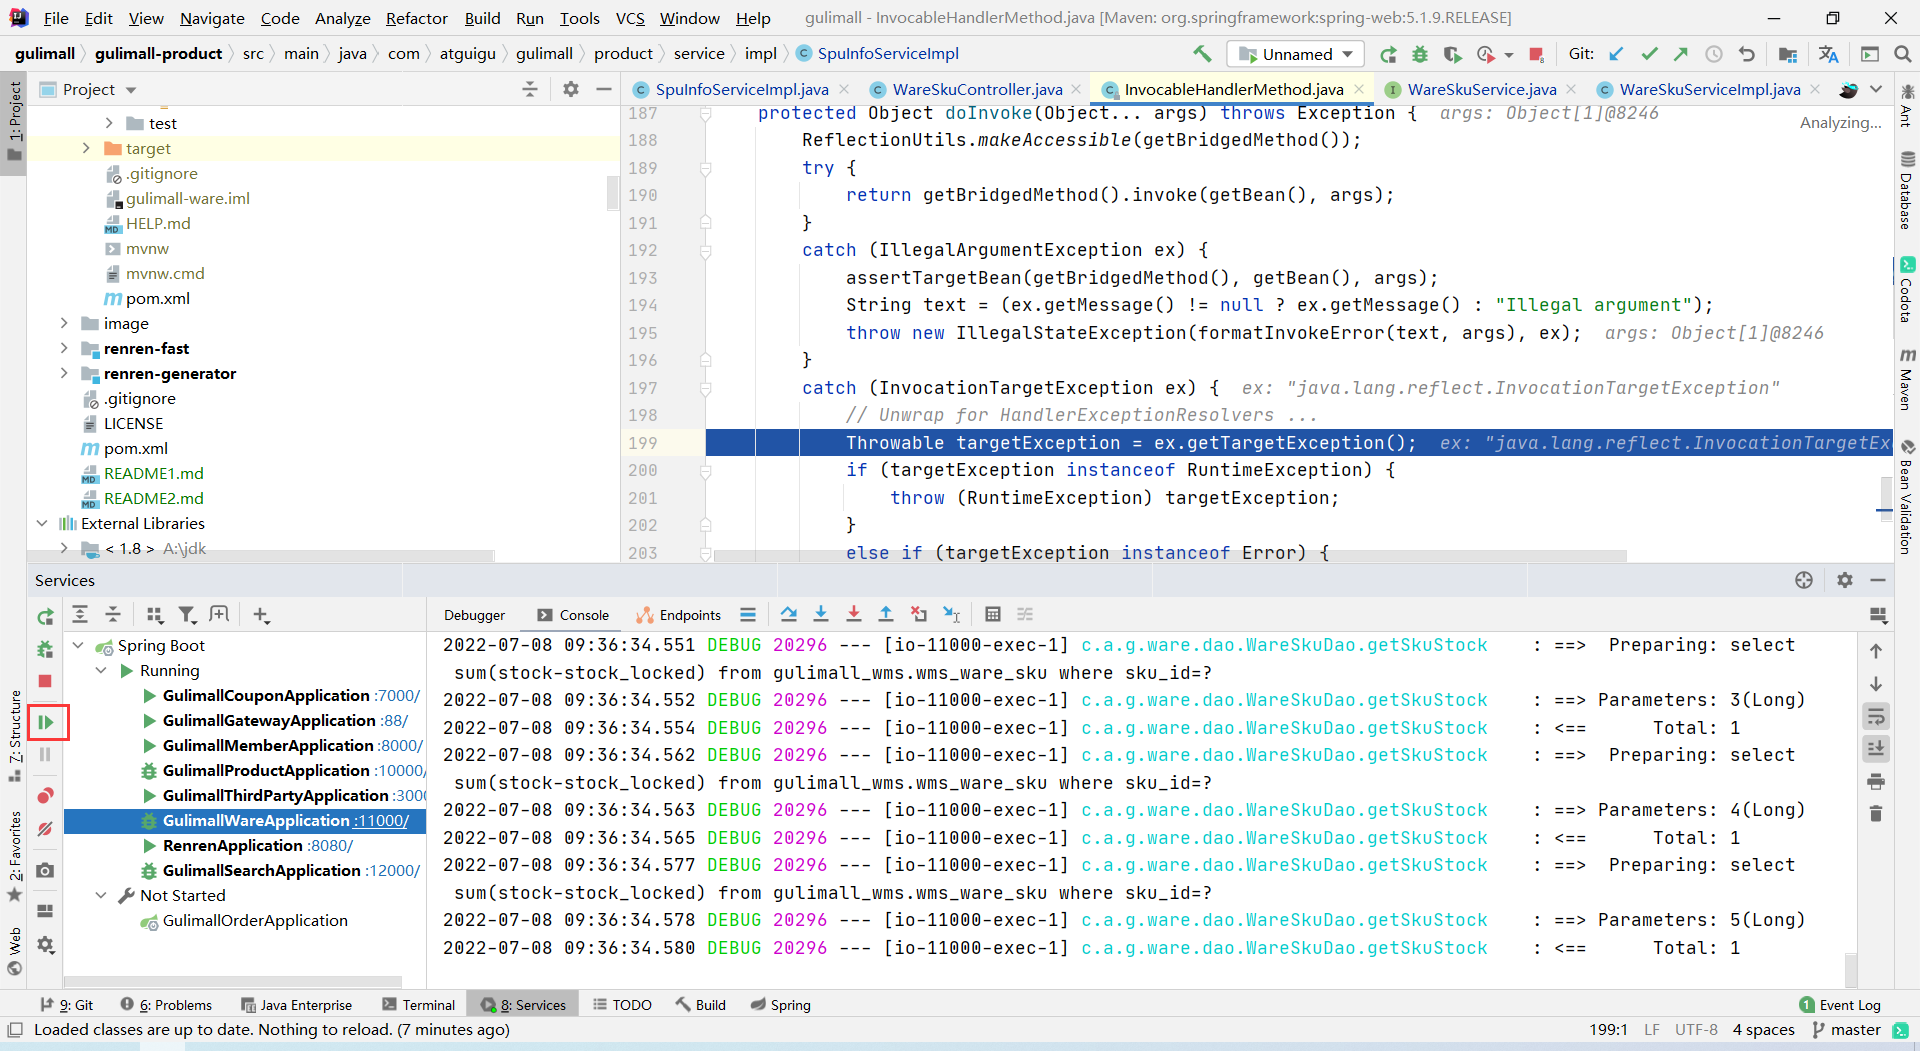 File Edit View Navigate Code Analyze Refactor Build Run Tools VCS Window Help gulimall - InvocableHandlerMethod.java [Maven: org.springframework:spring-web:5.1.9.RELEASE]
gulimall gulimall-product src main java com atguigu gulimall product service impl SpuInfoServiceImpl Unnamed Git:
1: Project
Project
SpuInfoServiceImpl.java WareSkuController.java InvocableHandlerMethod.java WareSkuService.java WareSkuServiceImpl.java
test
target
.gitignore
gulimall-ware.iml
HELP.md
mvnw
mvnw.cmd
pom.xml
image
renren-fast
renren-generator
.gitignore
LICENSE
pom.xml
README1.md
README2.md
External Libraries
< 1.8 > A:\jdk
187 protected Object doInvoke(Object... args) throws Exception { args: Object[1]@8246
Analyzing...
188 ReflectionUtils.makeAccessible(getBridgedMethod());
189 try {
190 return getBridgedMethod().invoke(getBean(), args);
191 }
192 catch (IllegalArgumentException ex) {
193 assertTargetBean(getBridgedMethod(), getBean(), args);
194 String text = (ex.getMessage() != null ? ex.getMessage() : "Illegal argument");
195 throw new IllegalStateException(formatInvokeError(text, args), ex); args: Object[1]@8246
196 }
197 catch (InvocationTargetException ex) { ex: "java.lang.reflect.InvocationTargetException"
198 // Unwrap for HandlerExceptionResolvers ...
199 Throwable targetException = ex.getTargetException(); ex: "java.lang.reflect.InvocationTargetEx
200 if (targetException instanceof RuntimeException) {
201 throw (RuntimeException) targetException;
202 }
203 else if (targetException instanceof Error) {
Ant
Database
Codota
Maven
Bean Validation
Services
7: Structure
2: Favorites
Web
Debugger Console Endpoints
Spring Boot
Running
GulimallCouponApplication :7000/
GulimallGatewayApplication :88/
GulimallMemberApplication :8000/
GulimallProductApplication :10000/
GulimallThirdPartyApplication :3000
GulimallWareApplication :11000/
RenrenApplication :8080/
GulimallSearchApplication :12000/
Not Started
GulimallOrderApplication
2022-07-08 09:36:34.551 DEBUG 20296 --- [io-11000-exec-1] c.a.g.ware.dao.WareSkuDao.getSkuStock : ==> Preparing: select
sum(stock-stock_locked) from gulimall_wms.wms_ware_sku where sku_id=?
2022-07-08 09:36:34.552 DEBUG 20296 --- [io-11000-exec-1] c.a.g.ware.dao.WareSkuDao.getSkuStock : ==> Parameters: 3(Long)
2022-07-08 09:36:34.554 DEBUG 20296 --- [io-11000-exec-1] c.a.g.ware.dao.WareSkuDao.getSkuStock : <== Total: 1
2022-07-08 09:36:34.562 DEBUG 20296 --- [io-11000-exec-1] c.a.g.ware.dao.WareSkuDao.getSkuStock : ==> Preparing: select
sum(stock-stock_locked) from gulimall_wms.wms_ware_sku where sku_id=?
2022-07-08 09:36:34.563 DEBUG 20296 --- [io-11000-exec-1] c.a.g.ware.dao.WareSkuDao.getSkuStock : ==> Parameters: 4(Long)
2022-07-08 09:36:34.565 DEBUG 20296 --- [io-11000-exec-1] c.a.g.ware.dao.WareSkuDao.getSkuStock : <== Total: 1
2022-07-08 09:36:34.577 DEBUG 20296 --- [io-11000-exec-1] c.a.g.ware.dao.WareSkuDao.getSkuStock : ==> Preparing: select
sum(stock-stock_locked) from gulimall_wms.wms_ware_sku where sku_id=?
2022-07-08 09:36:34.578 DEBUG 20296 --- [io-11000-exec-1] c.a.g.ware.dao.WareSkuDao.getSkuStock : ==> Parameters: 5(Long)
2022-07-08 09:36:34.580 DEBUG 20296 --- [io-11000-exec-1] c.a.g.ware.dao.WareSkuDao.getSkuStock : <== Total: 1
9: Git 6: Problems Java Enterprise Terminal 8: Services TODO Build Spring 1 Event Log
Loaded classes are up to date. Nothing to reload. (7 minutes ago) 199:1 LF UTF-8 4 spaces master